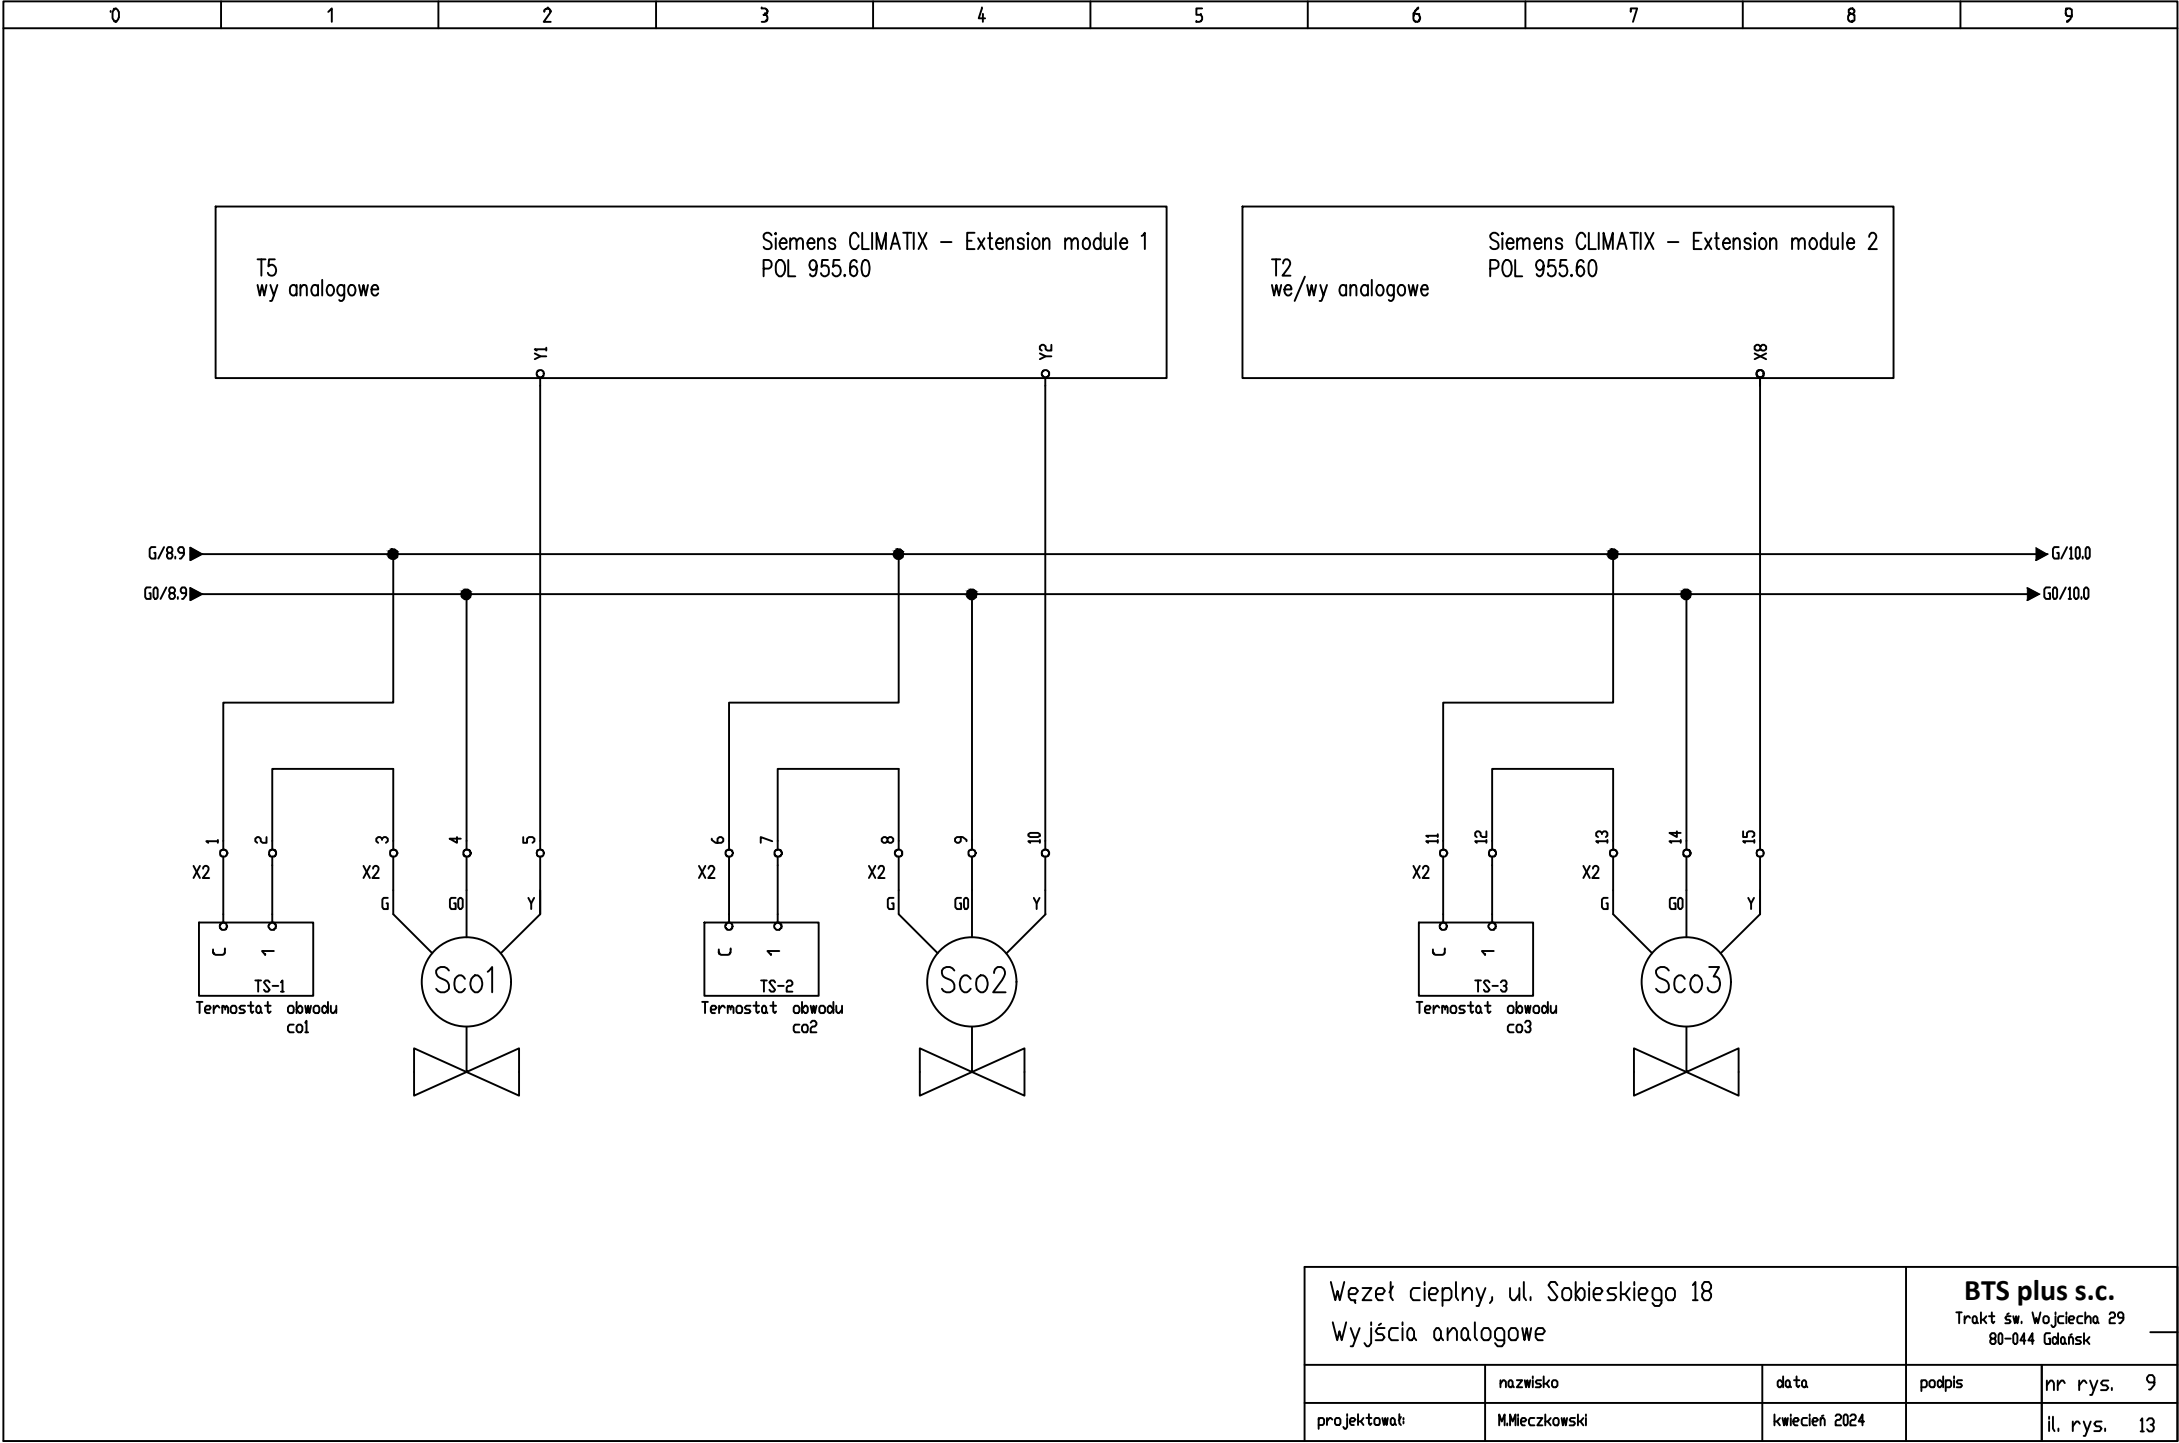 0 1 2 3 4 5 6 7 8 9
Siemens CLIMATIX – Extension module 1
POL 955.60
T5
wy analogowe
Y1 Y2
Siemens CLIMATIX – Extension module 2
POL 955.60
T2
we/wy analogowe
X8
G/8.9 G/10.0
G0/8.9 G0/10.0
1 2 3 4 5 6 7 8 9 10 11 12 13 14 15
X2 X2 X2 X2 X2 X2
G G0 Y G G0 Y G G0 Y
C 1 C 1 C 1
Sco1 Sco2 Sco3
TS-1 TS-2 TS-3
Termostat obwodu
co1
Termostat obwodu
co2
Termostat obwodu
co3
Węzeł cieplny, ul. Sobieskiego 18
Wyjścia analogowe
BTS plus s.c.
Trakt św. Wojciecha 29
80-044 Gdańsk
nazwisko data podpis nr rys. 9
projektował: M.Mieczkowski kwiecień 2024 il. rys. 13